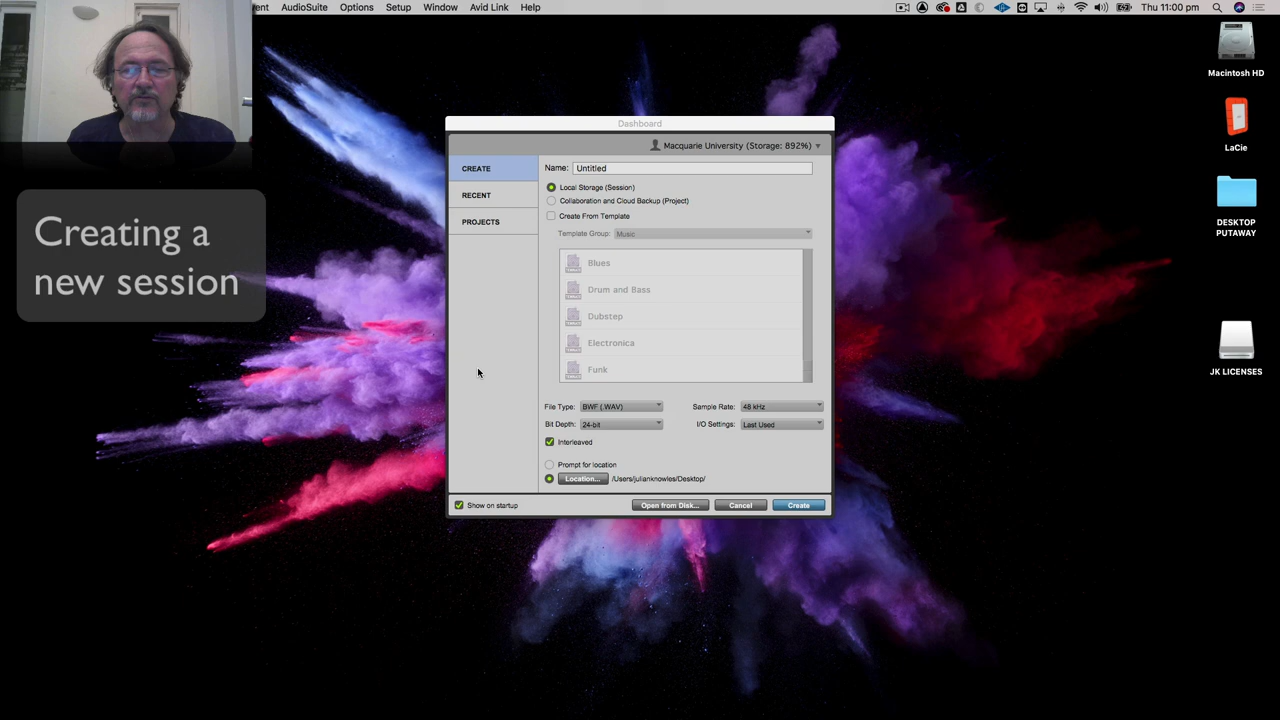 ent AudioSuite Options Setup Window Avid Link Help
Thu 11:00 pm
Creating a
new session
Macintosh HD
LaCie
DESKTOP
PUTAWAY
JK LICENSES
Dashboard
Macquarie University (Storage: 892%)
CREATE
RECENT
PROJECTS
Name: Untitled
Local Storage (Session)
Collaboration and Cloud Backup (Project)
Create From Template
Template Group: Music
Blues
Drum and Bass
Dubstep
Electronica
Funk
File Type: BWF (.WAV) Sample Rate: 48 kHz
Bit Depth: 24-bit I/O Settings: Last Used
Interleaved
Prompt for location
Location... /Users/julianknowles/Desktop/
Show on startup Open from Disk... Cancel Create